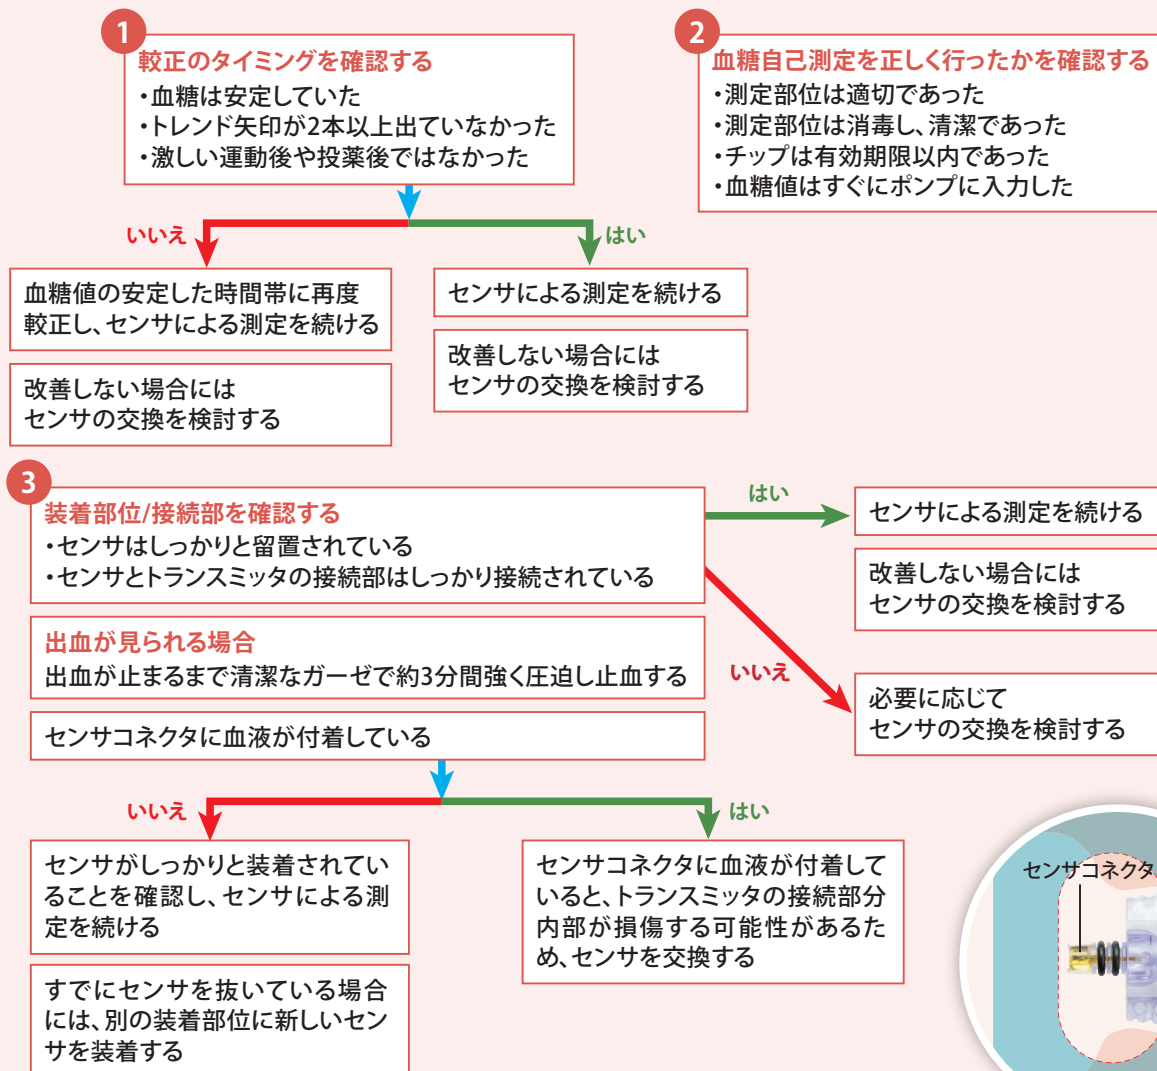 1
較正のタイミングを確認する
・血糖は安定していた
・トレンド矢印が2本以上出ていなかった
・激しい運動後や投薬後ではなかった
いいえ
はい
血糖値の安定した時間帯に再度
較正し、センサによる測定を続ける
改善しない場合には
センサの交換を検討する
センサによる測定を続ける
改善しない場合には
センサの交換を検討する
2
血糖自己測定を正しく行ったかを確認する
・測定部位は適切であった
・測定部位は消毒し、清潔であった
・チップは有効期限以内であった
・血糖値はすぐにポンプに入力した
3
装着部位/接続部を確認する
・センサはしっかりと留置されている
・センサとトランスミッタの接続部はしっかり接続されている
はい
センサによる測定を続ける
改善しない場合には
センサの交換を検討する
いいえ
必要に応じて
センサの交換を検討する
出血が見られる場合
出血が止まるまで清潔なガーゼで約3分間強く圧迫し止血する
センサコネクタに血液が付着している
いいえ
はい
センサがしっかりと装着されてい
ることを確認し、センサによる測
定を続ける
すでにセンサを抜いている場合
には、別の装着部位に新しいセン
サを装着する
センサコネクタに血液が付着して
いると、トランスミッタの接続部分
内部が損傷する可能性があるた
め、センサを交換する
センサコネクタ